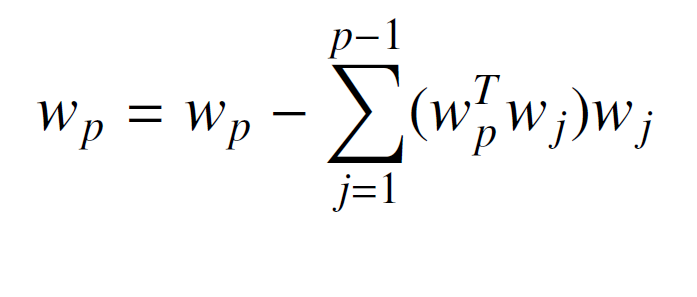 $w_p = w_p - \sum_{j=1}^{p-1} (w_p^T w_j) w_j$